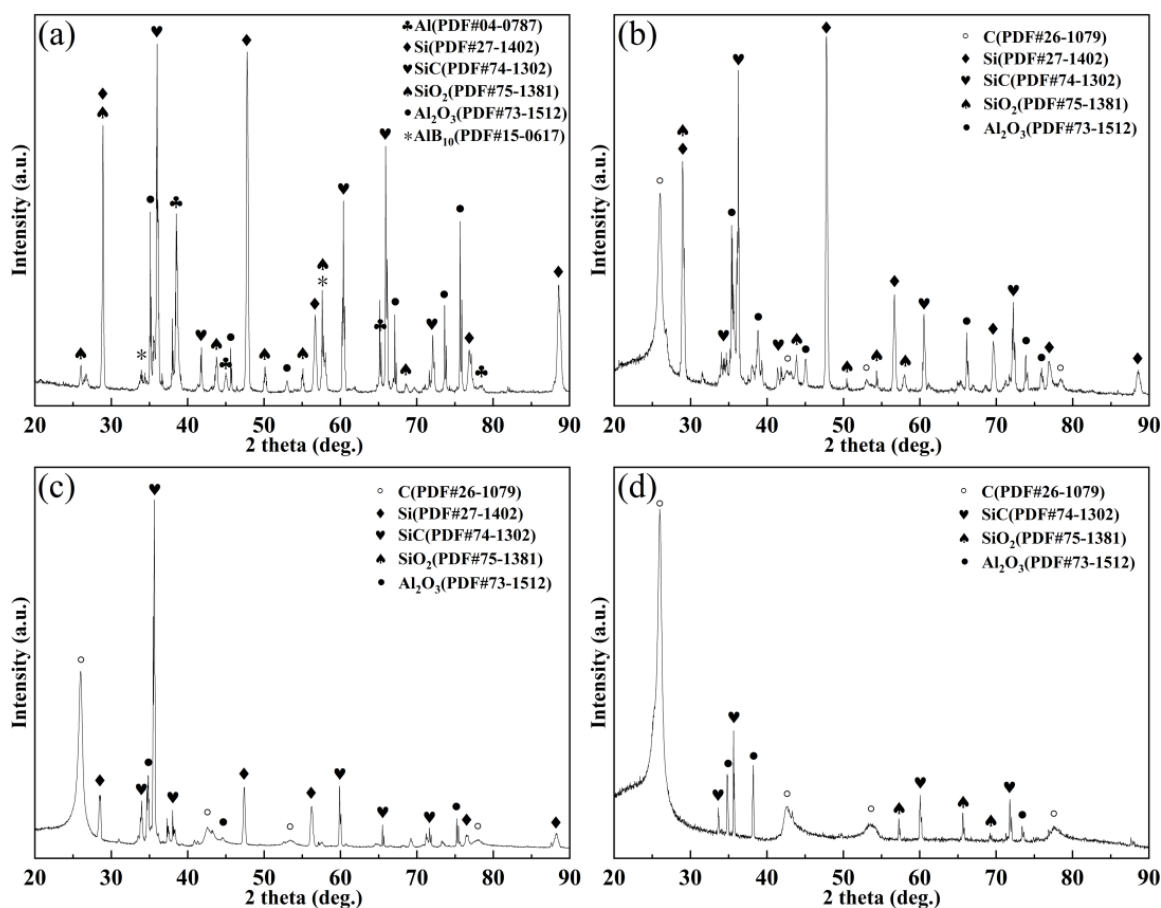 (a)
♣Al(PDF#04-0787)
♦Si(PDF#27-1402)
♥SiC(PDF#74-1302)
♠SiO₂(PDF#75-1381)
●Al₂O₃(PDF#73-1512)
*AlB₁₀(PDF#15-0617)
Intensity (a.u.)
20 30 40 50 60 70 80 90
2 theta (deg.)
(b)
○ C(PDF#26-1079)
♦ Si(PDF#27-1402)
♥ SiC(PDF#74-1302)
♠ SiO₂(PDF#75-1381)
● Al₂O₃(PDF#73-1512)
Intensity (a.u.)
20 30 40 50 60 70 80 90
2 theta (deg.)
(c)
○ C(PDF#26-1079)
♦ Si(PDF#27-1402)
♥ SiC(PDF#74-1302)
♠ SiO₂(PDF#75-1381)
● Al₂O₃(PDF#73-1512)
Intensity (a.u.)
20 30 40 50 60 70 80 90
2 theta (deg.)
(d)
○ C(PDF#26-1079)
♥ SiC(PDF#74-1302)
♠ SiO₂(PDF#75-1381)
● Al₂O₃(PDF#73-1512)
Intensity (a.u.)
20 30 40 50 60 70 80 90
2 theta (deg.)